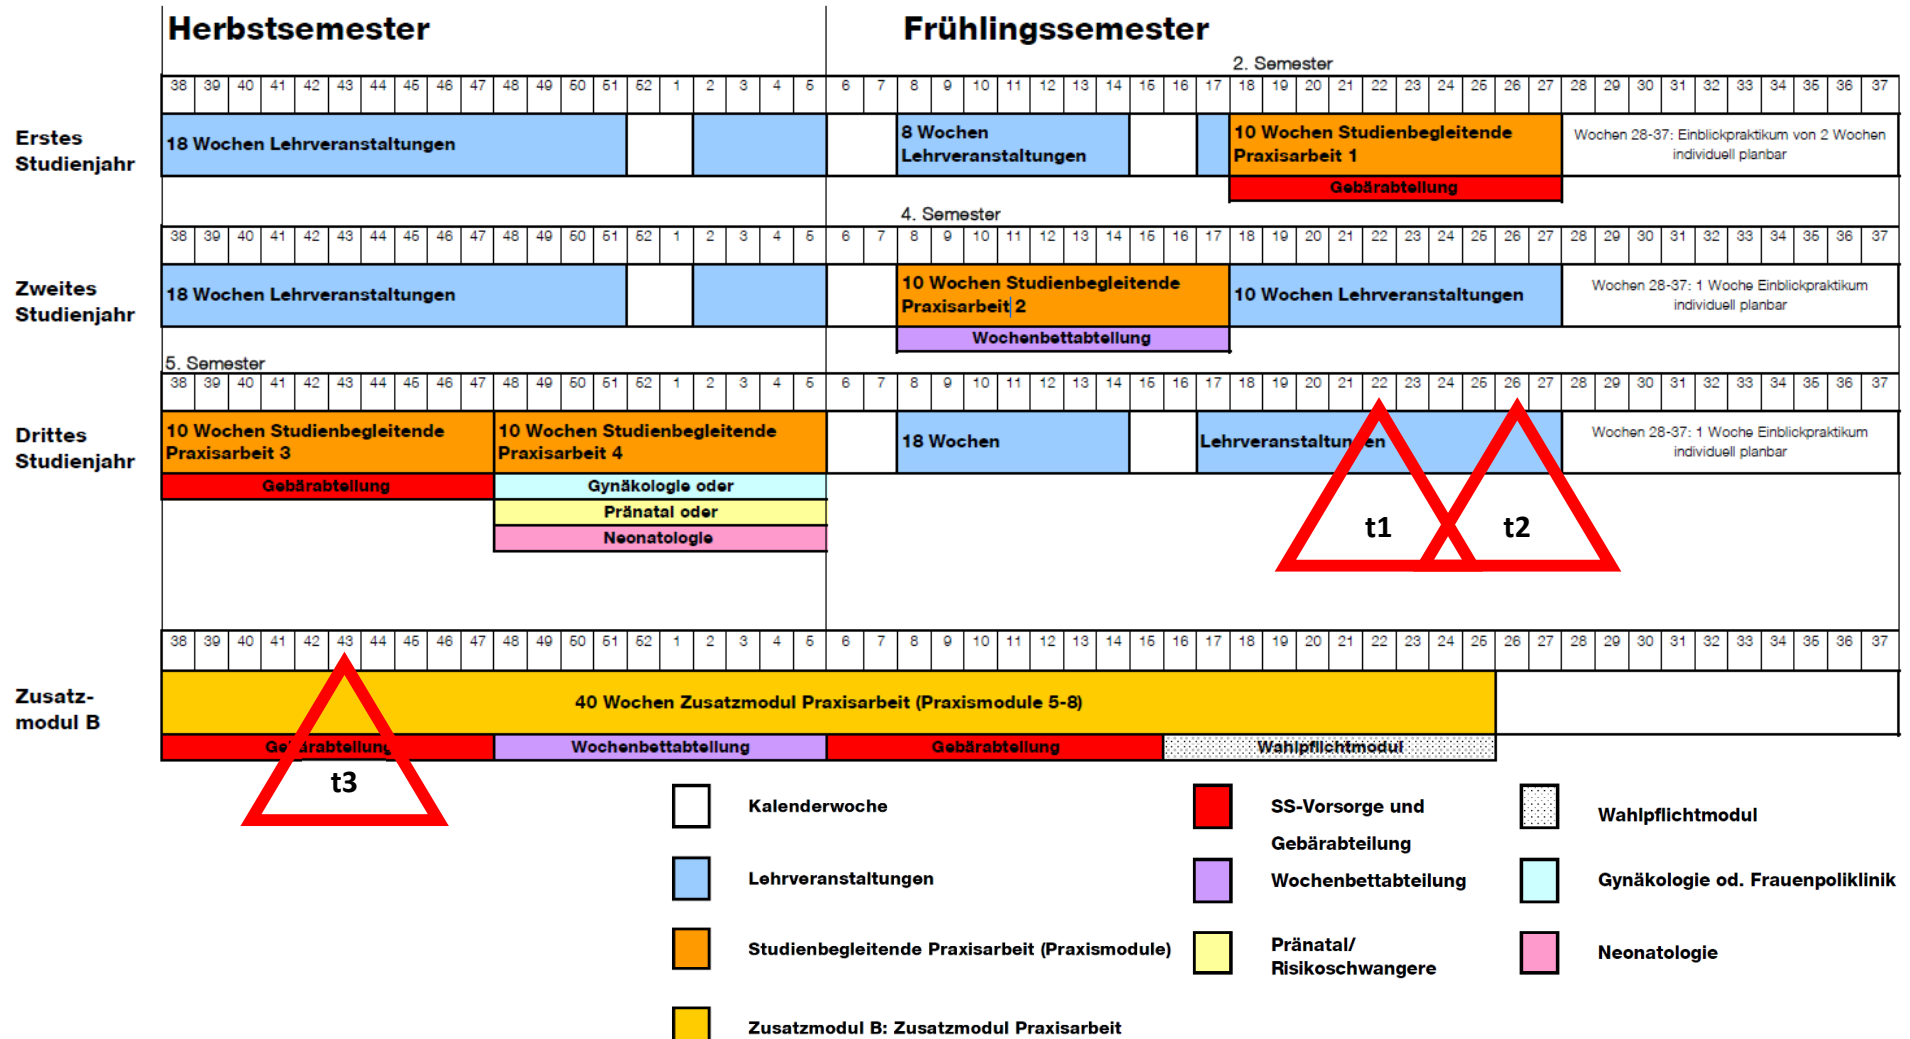 Herbstsemester Frühlingssemester
2. Semester
38 39 40 41 42 43 44 45 46 47 48 49 50 51 52 1 2 3 4 5 6 7 8 9 10 11 12 13 14 15 16 17 18 19 20 21 22 23 24 25 26 27 28 29 30 31 32 33 34 35 36 37
Erstes
Studienjahr
18 Wochen Lehrveranstaltungen
8 Wochen
Lehrveranstaltungen
10 Wochen Studienbegleitende
Praxisarbeit 1
Wochen 28-37: Einblickpraktikum von 2 Wochen
individuell planbar
Gebärabteilung
4. Semester
38 39 40 41 42 43 44 45 46 47 48 49 50 51 52 1 2 3 4 5 6 7 8 9 10 11 12 13 14 15 16 17 18 19 20 21 22 23 24 25 26 27 28 29 30 31 32 33 34 35 36 37
Zweites
Studienjahr
18 Wochen Lehrveranstaltungen
10 Wochen Studienbegleitende
Praxisarbeit 2
10 Wochen Lehrveranstaltungen
Wochen 28-37: 1 Woche Einblickpraktikum
individuell planbar
Wochenbettabteilung
5. Semester
38 39 40 41 42 43 44 45 46 47 48 49 50 51 52 1 2 3 4 5 6 7 8 9 10 11 12 13 14 15 16 17 18 19 20 21 22 23 24 25 26 27 28 29 30 31 32 33 34 35 36 37
Drittes
Studienjahr
10 Wochen Studienbegleitende
Praxisarbeit 3
10 Wochen Studienbegleitende
Praxisarbeit 4
18 Wochen
Lehrveranstaltungen
Wochen 28-37: 1 Woche Einblickpraktikum
individuell planbar
Gebärabteilung
Gynäkologie oder
Pränatal oder
Neonatologie
t1
t2
38 39 40 41 42 43 44 45 46 47 48 49 50 51 52 1 2 3 4 5 6 7 8 9 10 11 12 13 14 15 16 17 18 19 20 21 22 23 24 25 26 27 28 29 30 31 32 33 34 35 36 37
Zusatz-
modul B
40 Wochen Zusatzmodul Praxisarbeit (Praxismodule 5-8)
Gebärabteilung
Wochenbettabteilung
Gebärabteilung
Wahlpflichtmodul
t3
Kalenderwoche
Lehrveranstaltungen
Studienbegleitende Praxisarbeit (Praxismodule)
Zusatzmodul B: Zusatzmodul Praxisarbeit
SS-Vorsorge und
Gebärabteilung
Wochenbettabteilung
Pränatal/
Risikoschwangere
Wahlpflichtmodul
Gynäkologie od. Frauenpoliklinik
Neonatologie